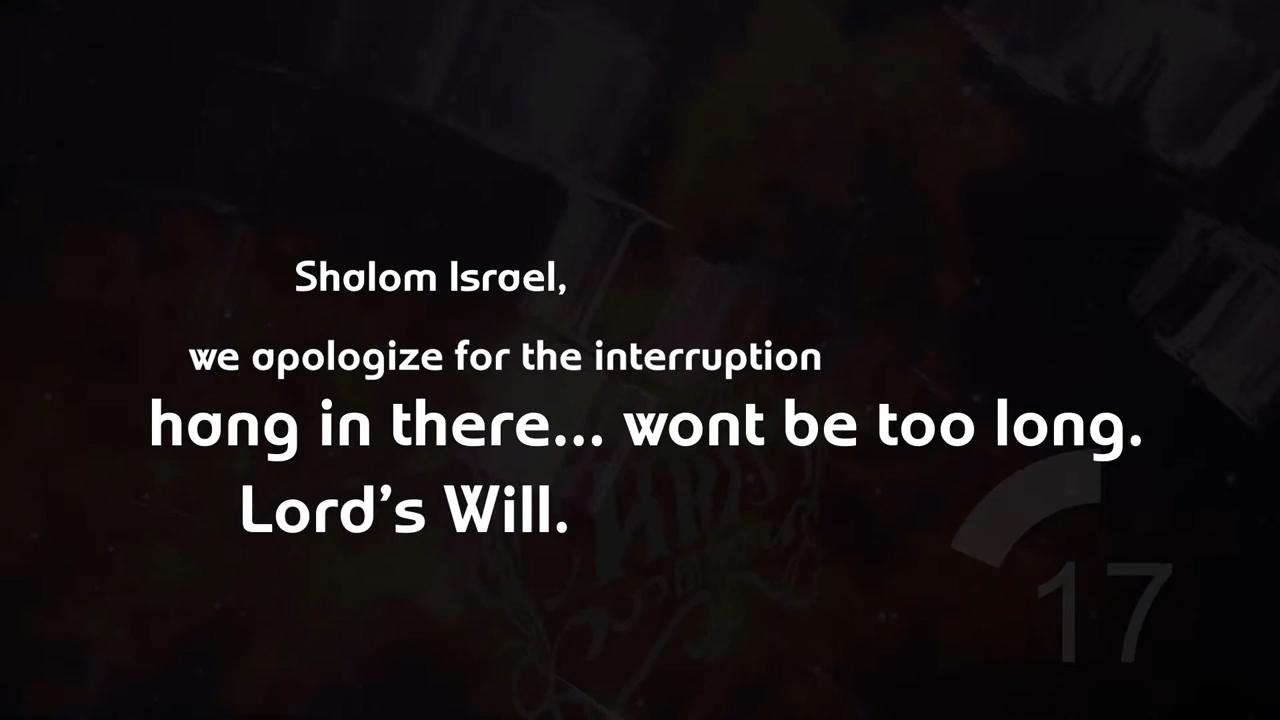 Shalom Israel,
we apologize for the interruption
hang in there... wont be too long.
Lord's Will.
17